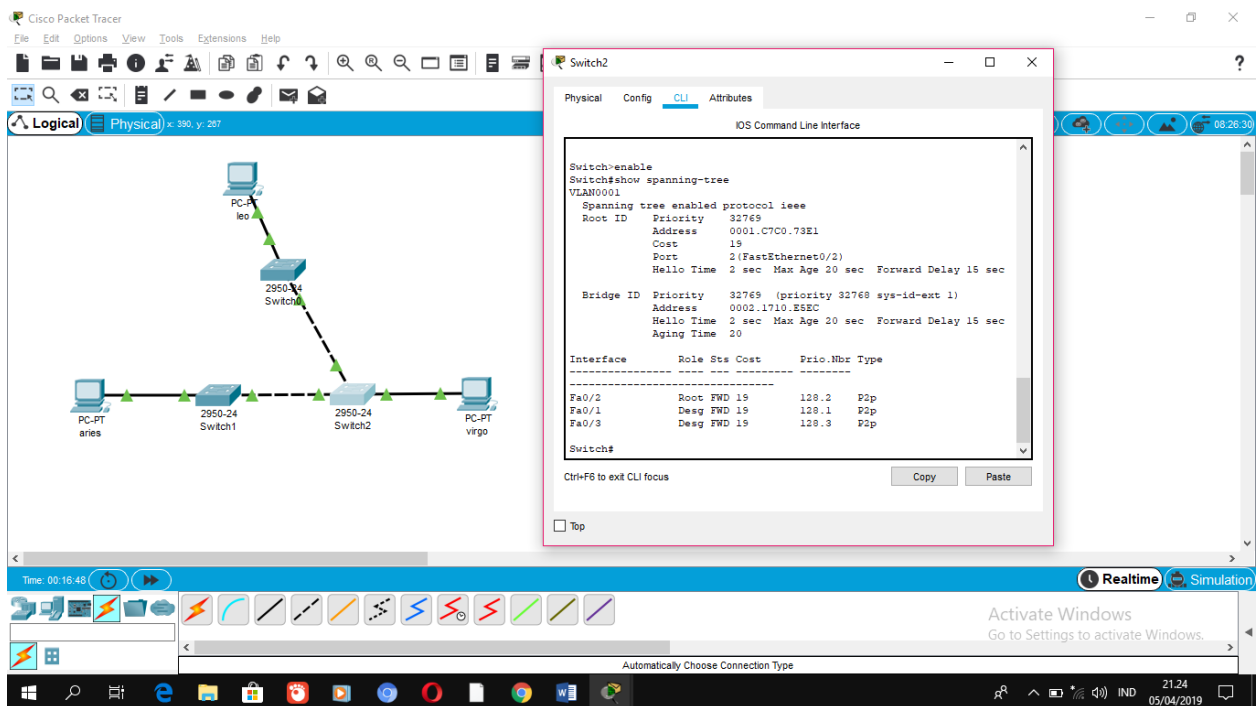 Cisco Packet Tracer
File Edit Options View Tools Extensions Help
?
Logical Physical x: 390, y: 267
08:26:30
PC-PT
leo
2950-24
Switch0
PC-PT
aries
2950-24
Switch1
2950-24
Switch2
PC-PT
virgo
Switch2
Physical Config CLI Attributes
IOS Command Line Interface
Switch>enable
Switch#show spanning-tree
VLAN0001
Spanning tree enabled protocol ieee
Root ID Priority 32769
Address 0001.C7C0.73E1
Cost 19
Port 2(FastEthernet0/2)
Hello Time 2 sec Max Age 20 sec Forward Delay 15 sec
Bridge ID Priority 32769 (priority 32768 sys-id-ext 1)
Address 0002.1710.E5EC
Hello Time 2 sec Max Age 20 sec Forward Delay 15 sec
Aging Time 20
Interface Role Sts Cost Prio.Nbr Type
---------------- ---- --- --------- --------
--------------------------------
Fa0/2 Root FWD 19 128.2 P2p
Fa0/1 Desg FWD 19 128.1 P2p
Fa0/3 Desg FWD 19 128.3 P2p
Switch#
Ctrl+F6 to exit CLI focus
Copy Paste
Top
Time: 00:16:48
Realtime Simulation
Activate Windows
Go to Settings to activate Windows.
Automatically Choose Connection Type
IND
21.24
05/04/2019